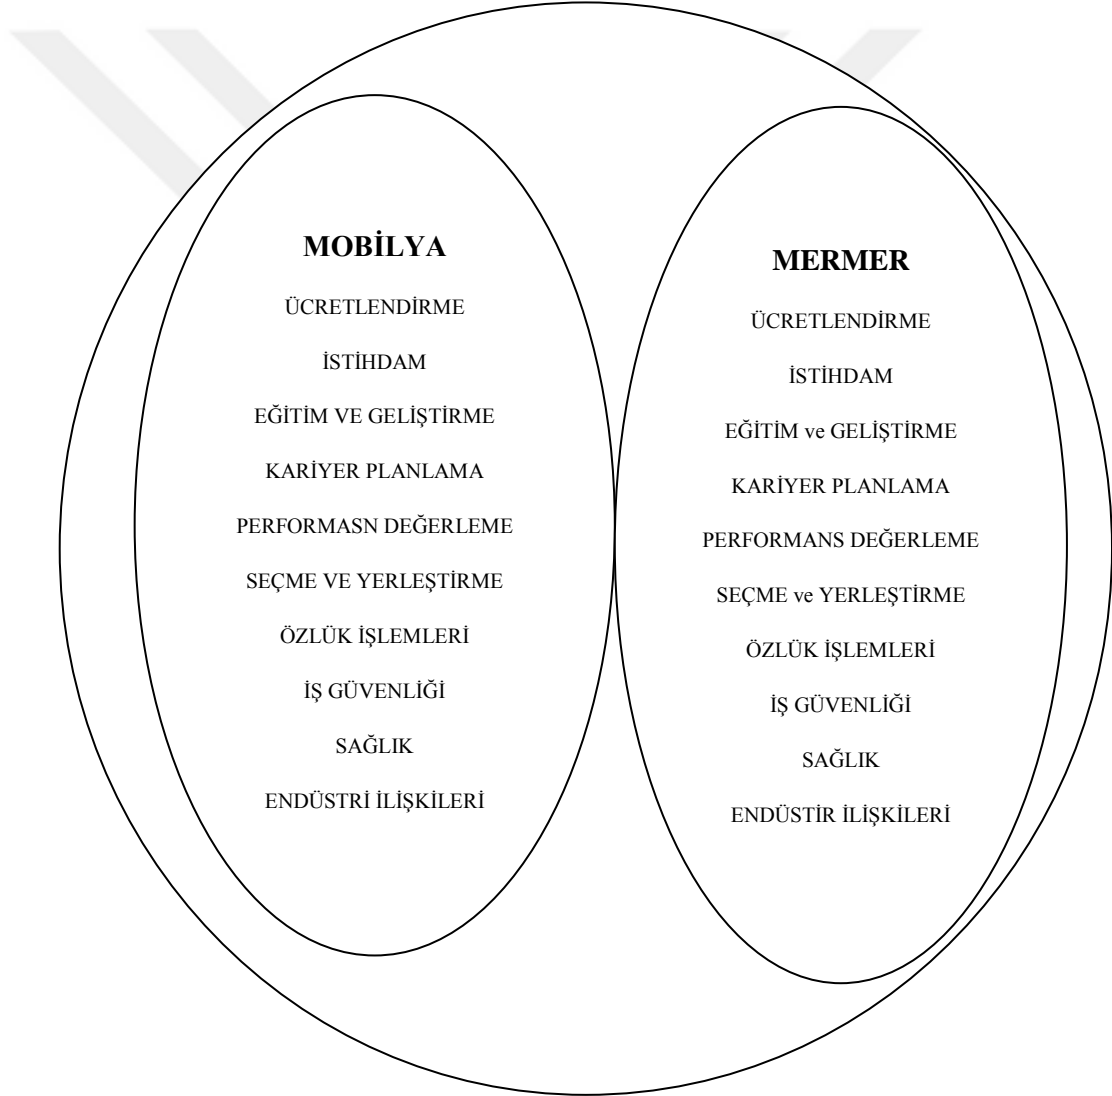 MOBİLYA
ÜCRETLENDİRME
İSTİHDAM
EĞİTİM VE GELİŞTİRME
KARİYER PLANLAMA
PERFORMASN DEĞERLEME
SEÇME VE YERLEŞTİRME
ÖZLÜK İŞLEMLERİ
İŞ GÜVENLİĞİ
SAĞLIK
ENDÜSTRİ İLİŞKİLERİ
MERMER
ÜCRETLENDİRME
İSTİHDAM
EĞİTİM ve GELİŞTİRME
KARİYER PLANLAMA
PERFORMANS DEĞERLEME
SEÇME ve YERLEŞTİRME
ÖZLÜK İŞLEMLERİ
İŞ GÜVENLİĞİ
SAĞLIK
ENDÜSTİR İLİŞKİLERİ